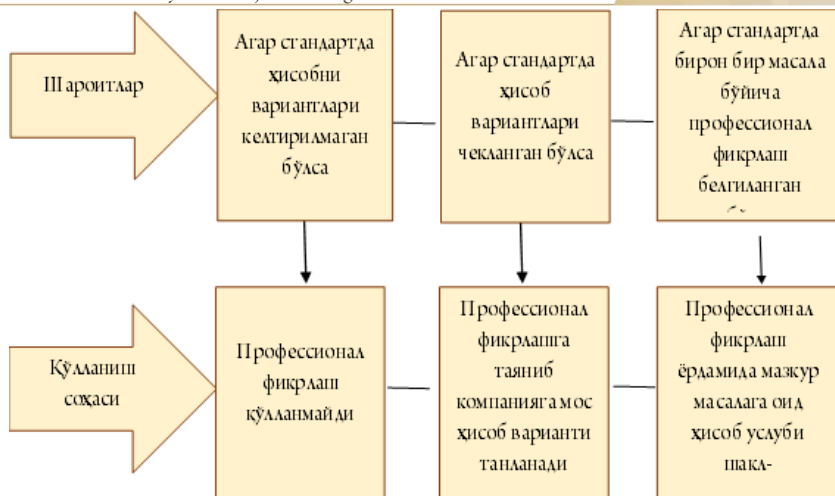 Шароитлар
Агар стандартда
ҳисобни
вариантлари
келтирилмаган
бўлса
Агар стандартда
ҳисоб
вариантлари
чекланган бўлса
Агар стандартда
бирон бир масала
бўйича
профессионал
фикрлаш
белгиланган
Қўлланиш
соҳаси
Профессионал
фикрлаш
қўлланмайди
Профессионал
фикрлашга
таяниб
компанияга мос
ҳисоб варианти
танланади
Профессионал
фикрлаш
ёрдамида мазкур
масалага оид
ҳисоб услуби
шакл-